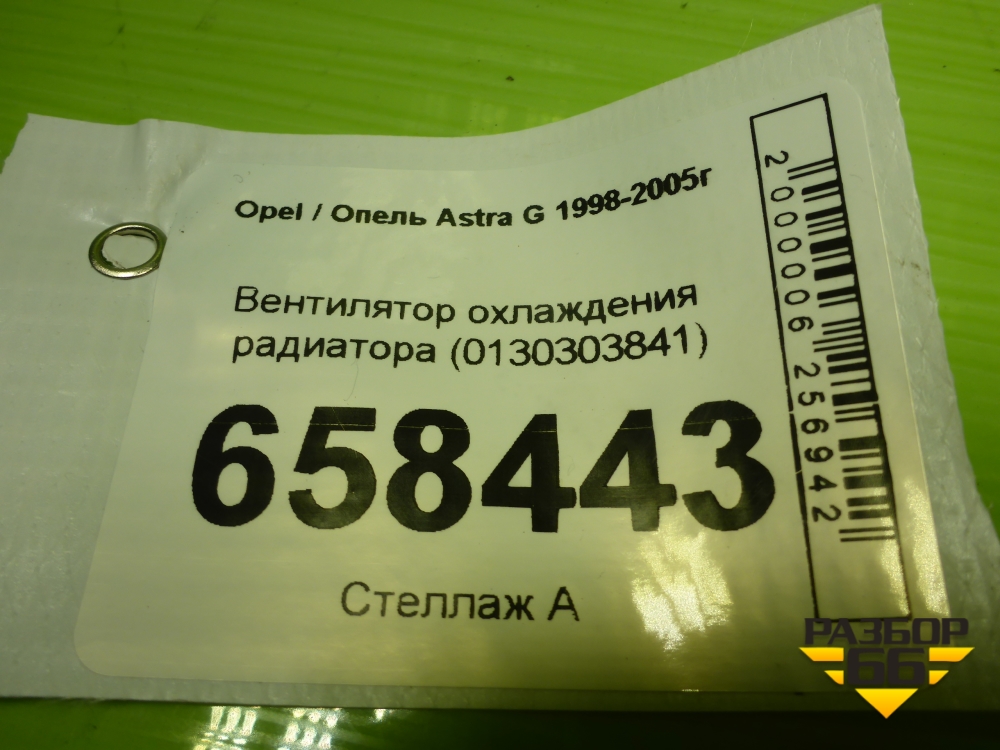 Opel / Опель Astra G 1998-2005г
Вентилятор охлаждения
радиатора (0130303841)
658443
Стеллаж А
2000006256942
РАЗБОР
66